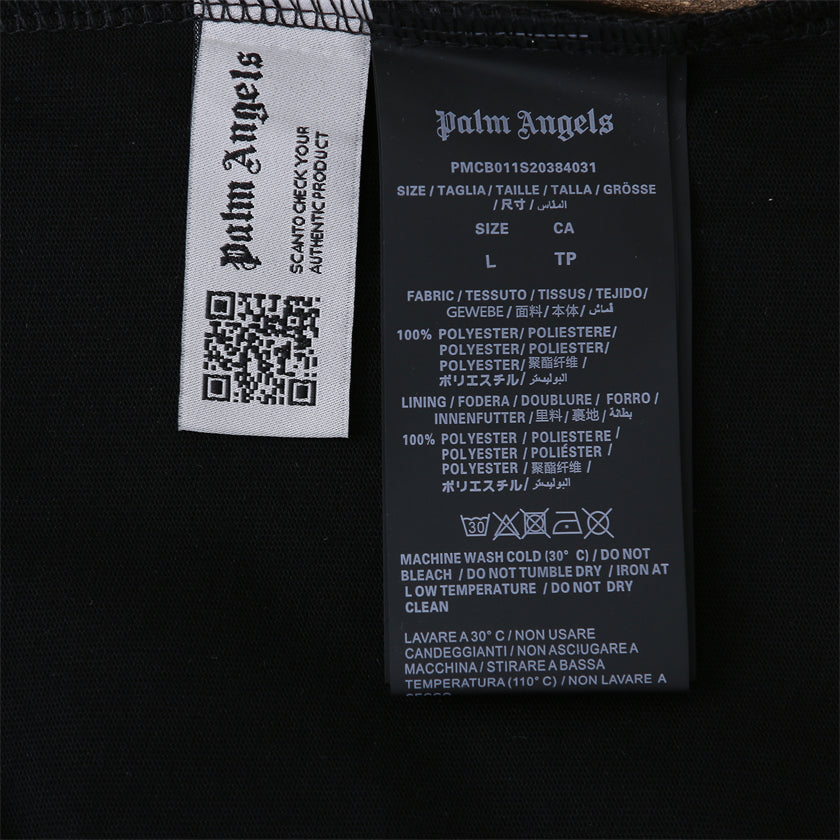 Palm Angels
SCANTO CHECK YOUR
AUTHENTIC PRODUCT
Palm Angels
PMCB011S20384031
SIZE / TAGLIA / TAILLE / TALLA / GRÖSSE
/ 尺寸 / المقاس
SIZE CA
L TP
FABRIC / TESSUTO / TISSUS / TEJIDO/
GEWEBE / 面料 / 本体 / قماش
100% POLYESTER/ POLIESTERE/
POLYESTER/ POLIESTER/
POLYESTER/ 聚酯纤维 /
ポリエスチル/ البوليستر
LINING / FODERA / DOUBLURE / FORRO /
INNENFUTTER / 里料 / 裏地 / بطانة
100% POLYESTER / POLIESTERE /
POLYESTER / POLIÉSTER /
POLYESTER / 聚酯纤维 /
ポリエスチル/ البوليستر
30
MACHINE WASH COLD (30° C) / DO NOT
BLEACH / DO NOT TUMBLE DRY / IRON AT
LOW TEMPERATURE / DO NOT DRY
CLEAN
LAVARE A 30° C / NON USARE
CANDEGGIANTI / NON ASCIUGARE A
MACCHINA / STIRARE A BASSA
TEMPERATURA (110° C) / NON LAVARE A